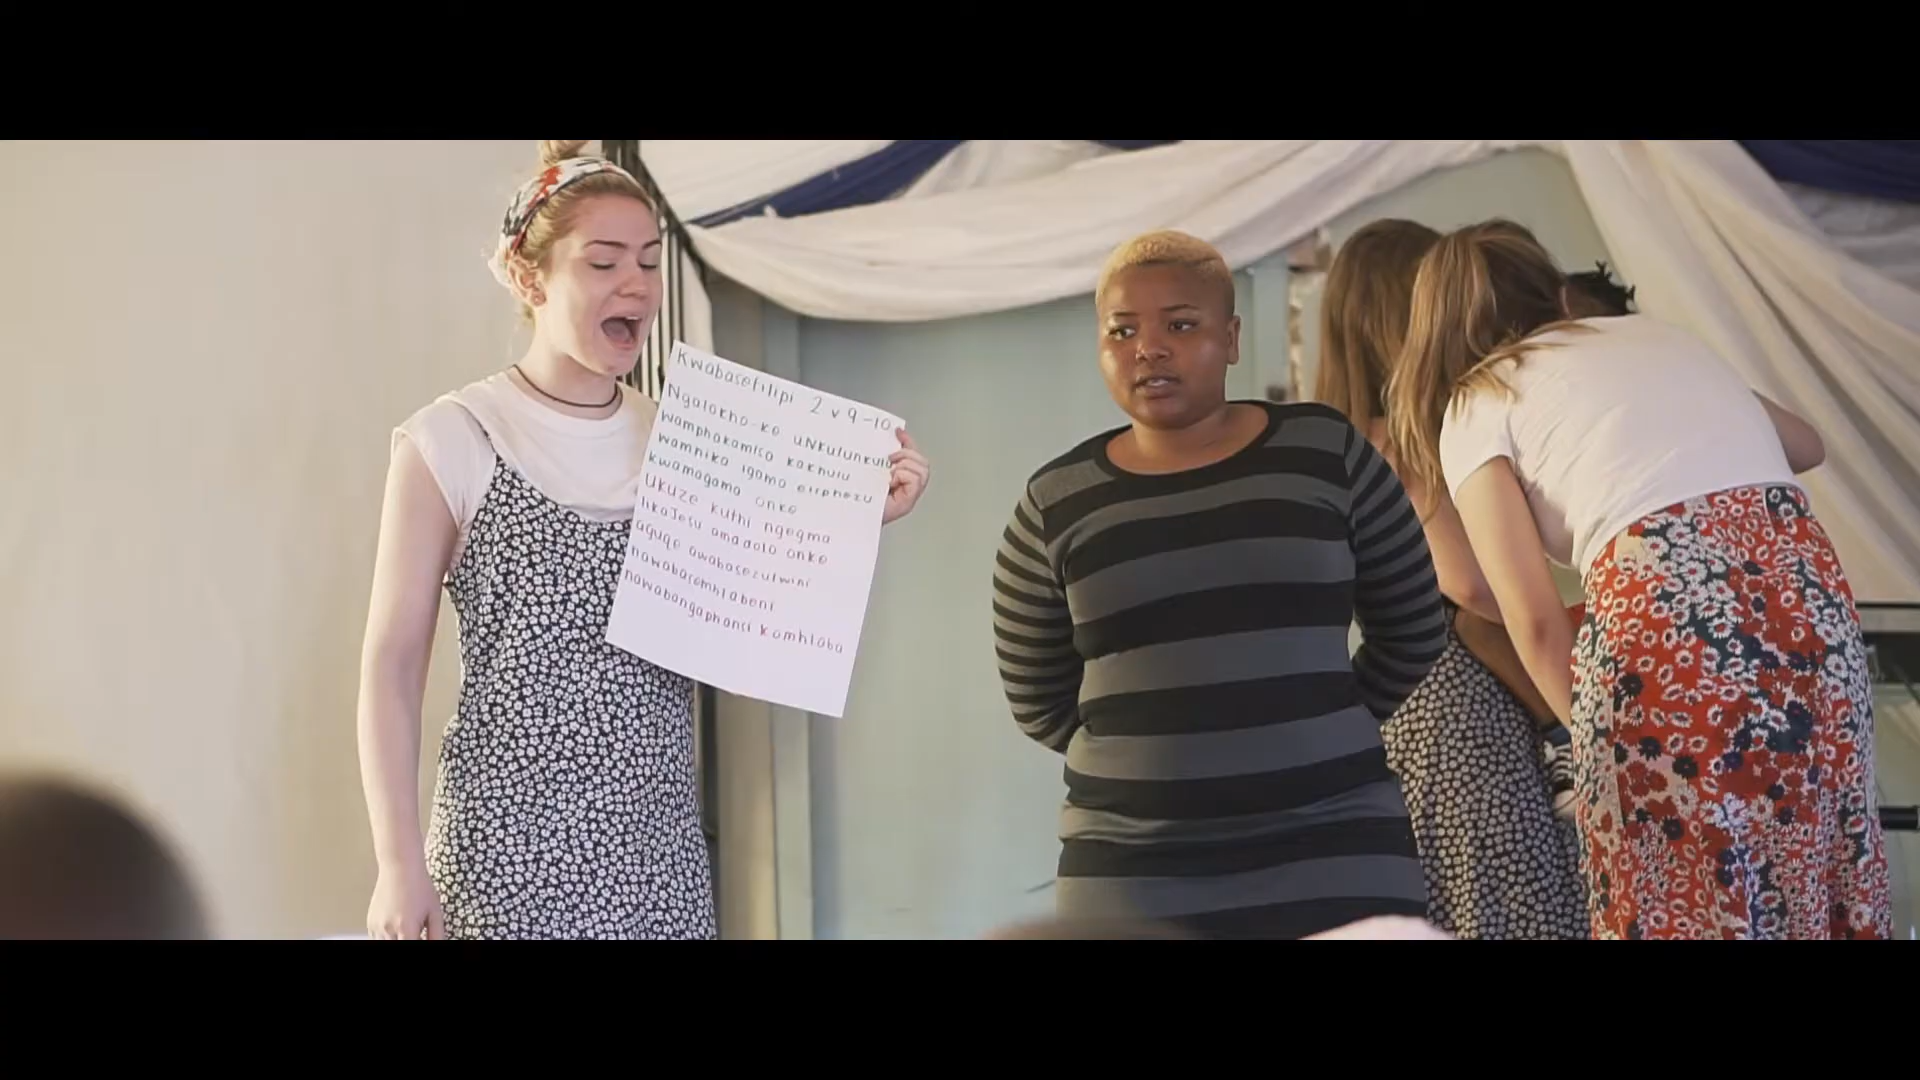 Kwabasefilipi 2 v 9-10
Ngalokho-ke uNkulunkulu
wamphakamisa kakhulu
wamnika igama eliphezu
kwamagama onke
Ukuze kuthi ngegma
likaJesu amadolo onke
aguqe awabasezulwini
nawabasemhlabeni
nawabangaphansi komhlaba